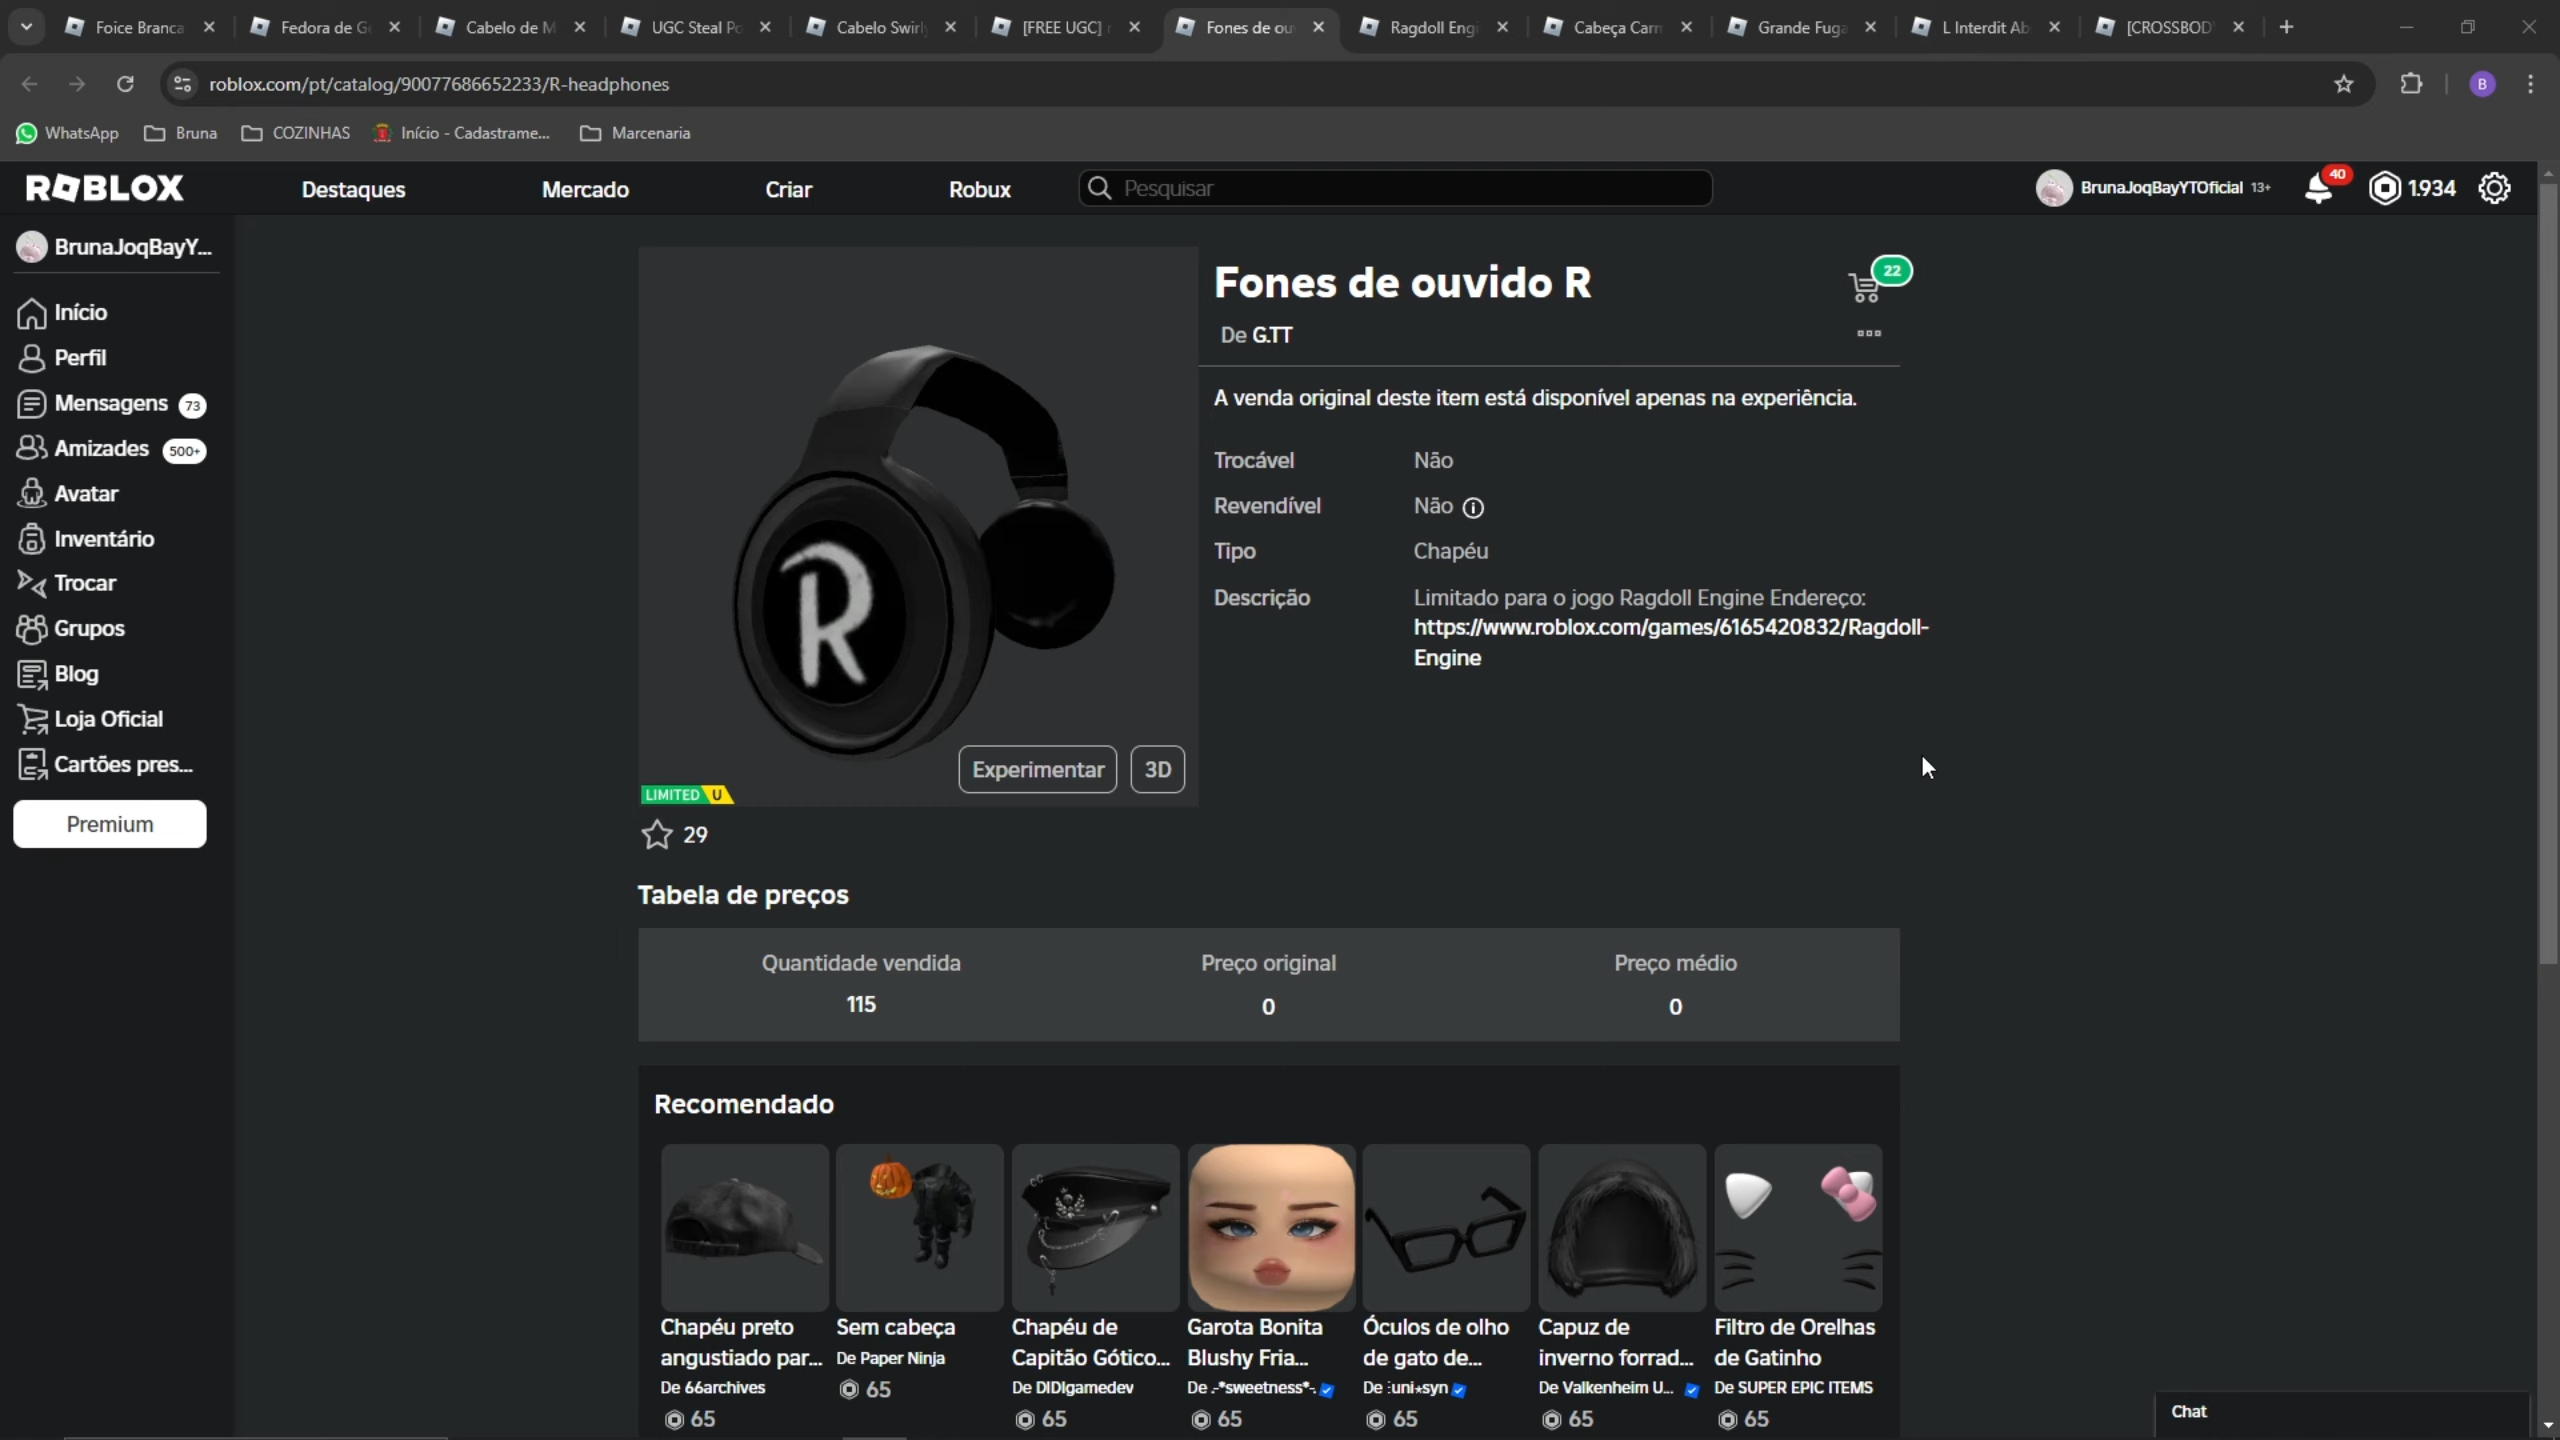 Foice Branca
Fedora de G
Cabelo de M
UGC Steal Po
Cabelo Swirl
[FREE UGC]
Fones de ou
Ragdoll Engi
Cabeça Carm
Grande Fuga
L Interdit Ab
[CROSSBOD
roblox.com/pt/catalog/90077686652233/R-headphones
B
WhatsApp
Bruna
COZINHAS
Início - Cadastrame...
Marcenaria
ROBLOX
Destaques
Mercado
Criar
Robux
Pesquisar
BrunaJoqBayYTOficial 13+
40
1.934
BrunaJoqBayY...
Início
Perfil
Mensagens 73
Amizades 500+
Avatar
Inventário
Trocar
Grupos
Blog
Loja Oficial
Cartões pres...
Premium
R
Experimentar
3D
LIMITED U
29
Fones de ouvido R
22
De G.TT
A venda original deste item está disponível apenas na experiência.
Trocável Não
Revendível Não
Tipo Chapéu
Descrição Limitado para o jogo Ragdoll Engine Endereço:
https://www.roblox.com/games/6165420832/Ragdoll-
Engine
Tabela de preços
Quantidade vendida
115
Preço original
0
Preço médio
0
Recomendado
Chapéu preto
angustiado par...
De 66archives
65
Sem cabeça
De Paper Ninja
65
Chapéu de
Capitão Gótico...
De DIDIgamedev
65
Garota Bonita
Blushy Fria...
De .-*sweetness*-.
65
Óculos de olho
de gato de...
De :uni⋆syn
65
Capuz de
inverno forrad...
De Valkenheim U...
65
Filtro de Orelhas
de Gatinho
De SUPER EPIC ITEMS
65
Chat